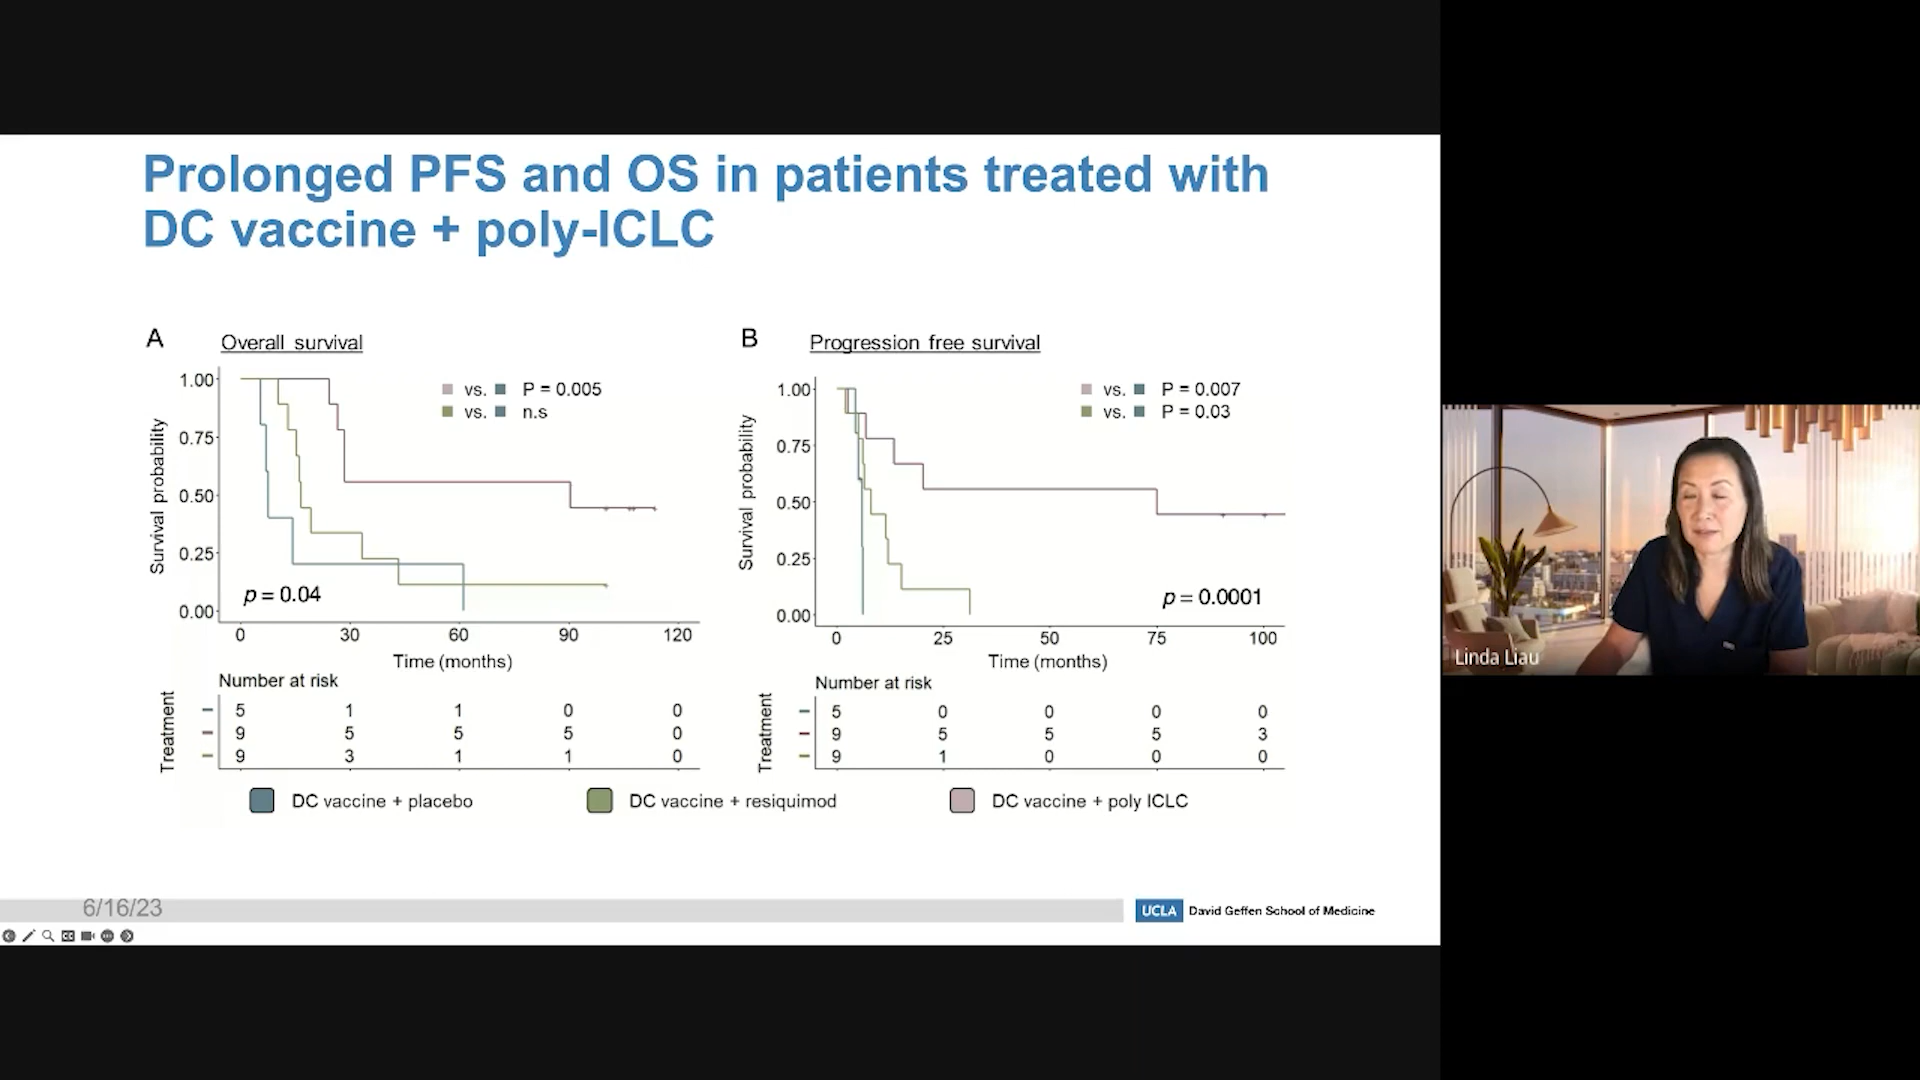 Prolonged PFS and OS in patients treated with
DC vaccine + poly-ICLC
A
Overall survival
vs. P = 0.005
vs. n.s
Survival probability
1.00
0.75
0.50
0.25
0.00
p = 0.04
0 30 60 90 120
Time (months)
Number at risk
Treatment
5 1 1 0 0
9 5 5 5 0
9 3 1 1 0
B
Progression free survival
vs. P = 0.007
vs. P = 0.03
Survival probability
1.00
0.75
0.50
0.25
0.00
p = 0.0001
0 25 50 75 100
Time (months)
Number at risk
Treatment
5 0 0 0 0
9 5 5 5 3
9 1 0 0 0
DC vaccine + placebo
DC vaccine + resiquimod
DC vaccine + poly ICLC
6/16/23
UCLA David Geffen School of Medicine
Linda Liau